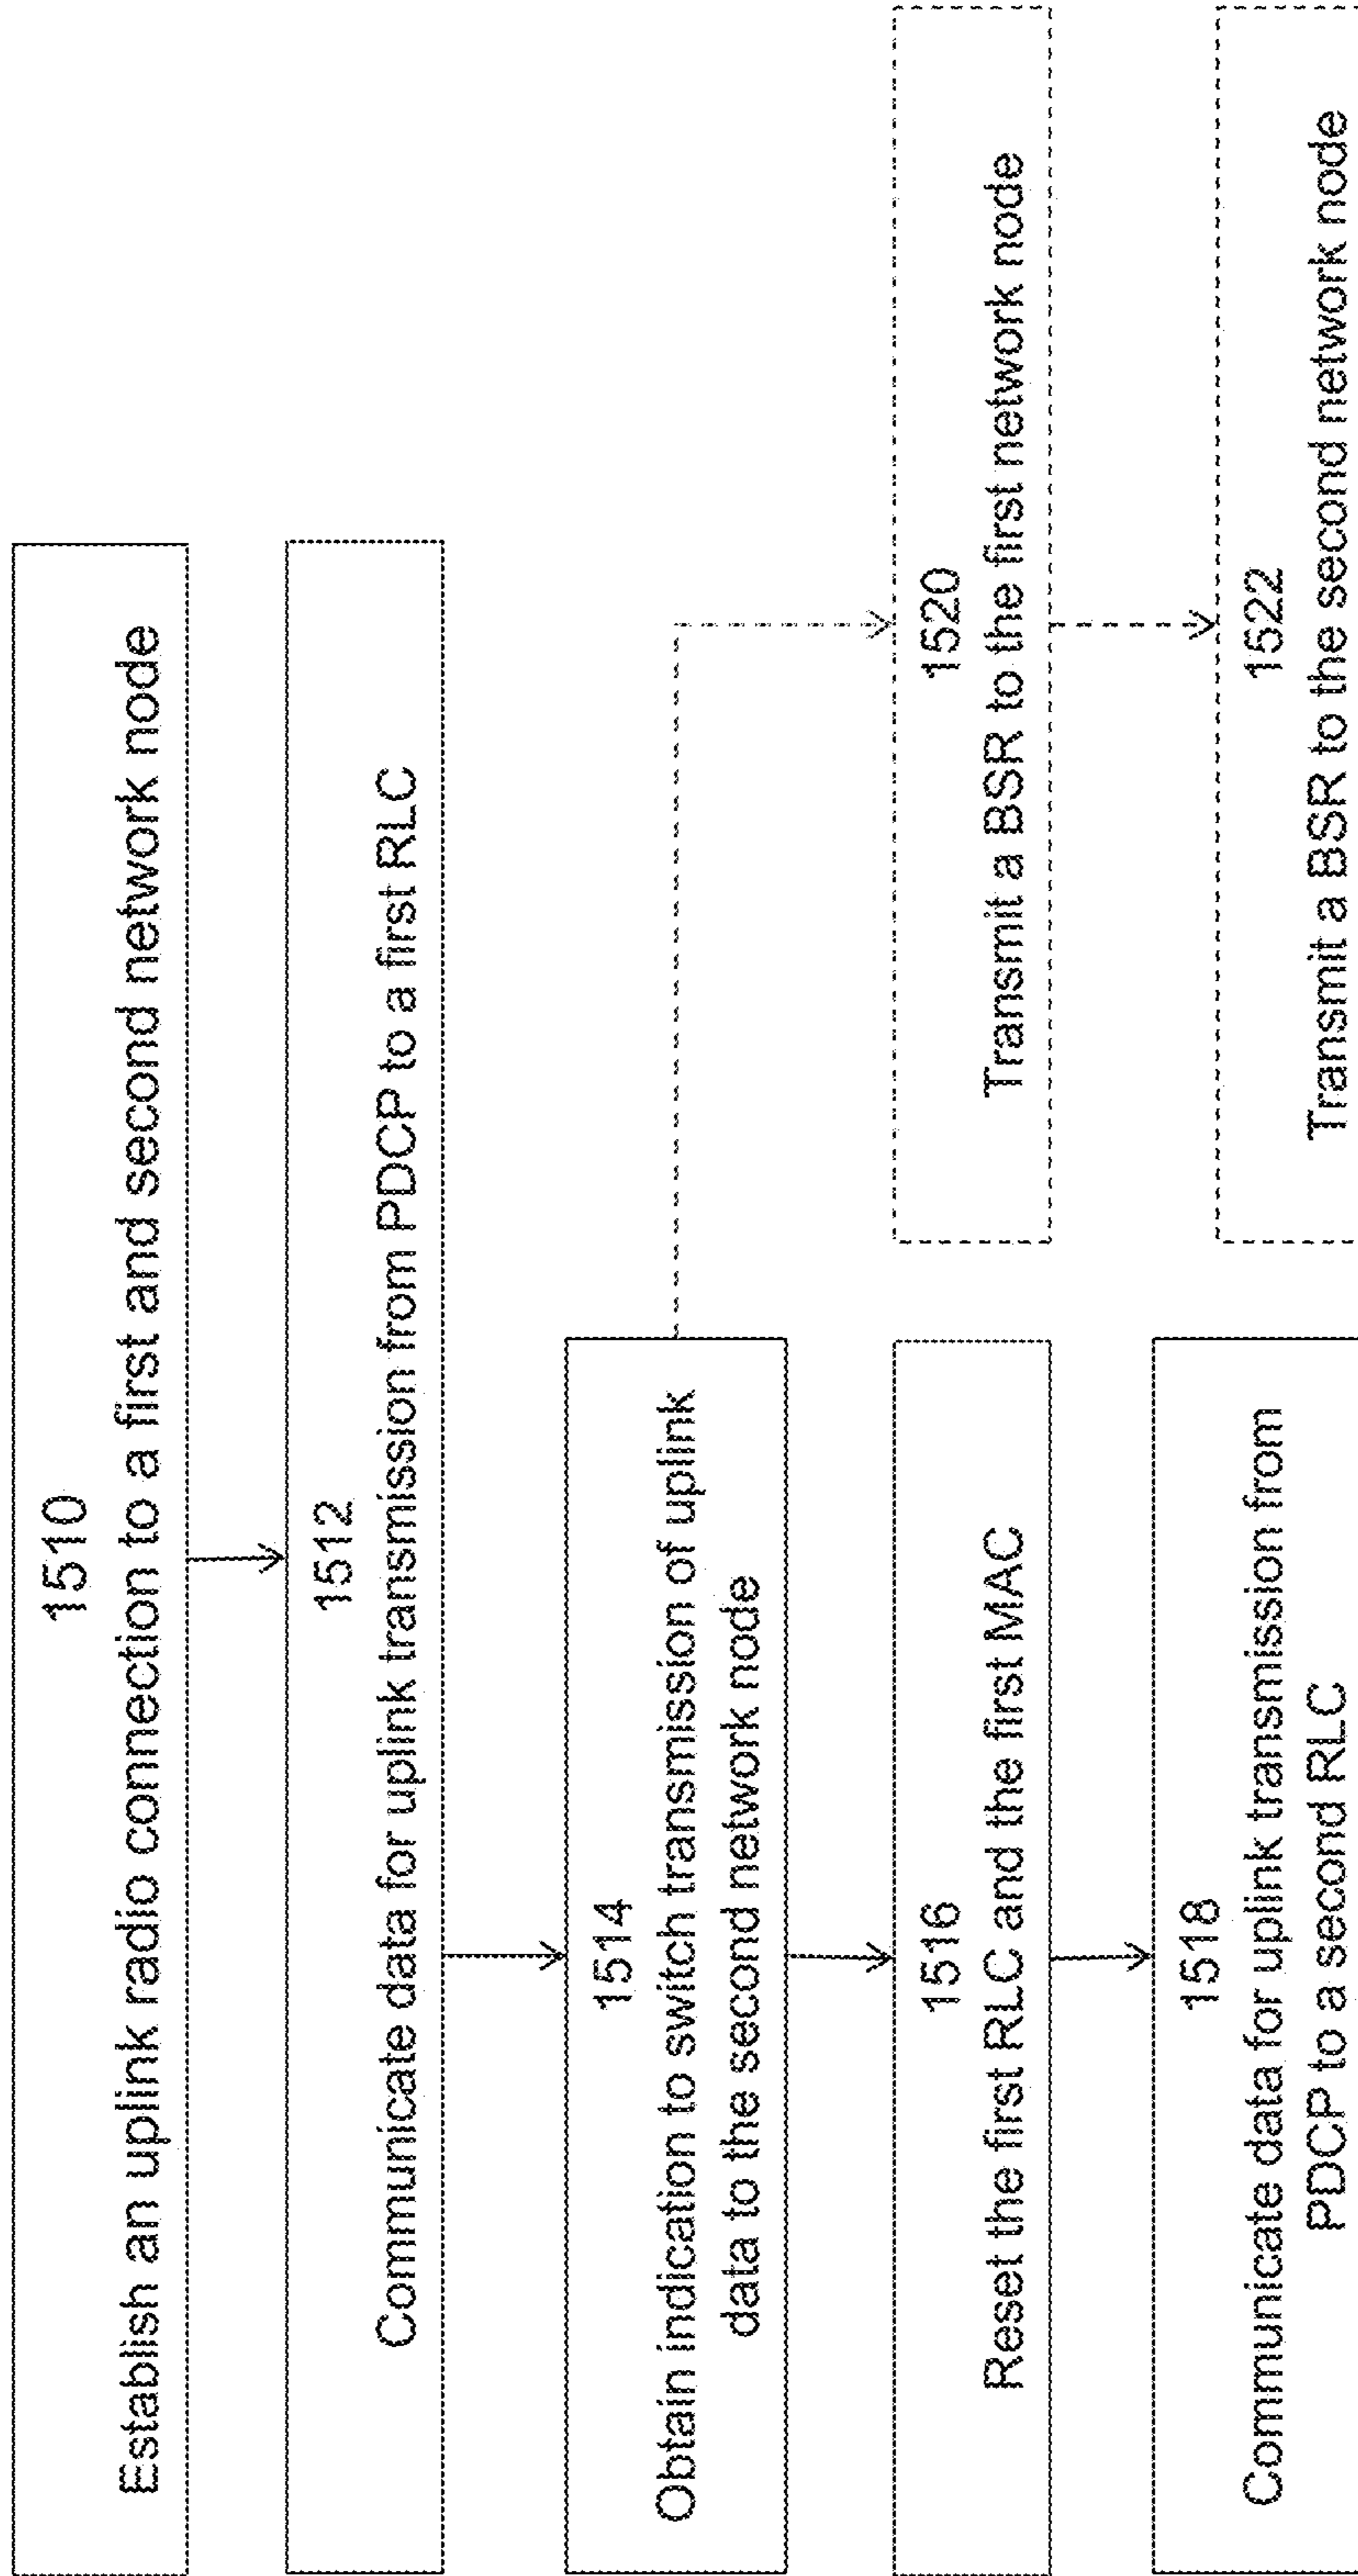 1510
Establish an uplink radio connection to a first and second network node
1512
Communicate data for uplink transmission from PDCP to a first RLC
1514
Obtain indication to switch transmission of uplink
data to the second network node
1516
Reset the first RLC and the first MAC
1518
Communicate data for uplink transmission from
PDCP to a second RLC
1520
Transmit a BSR to the first network node
1522
Transmit a BSR to the second network node